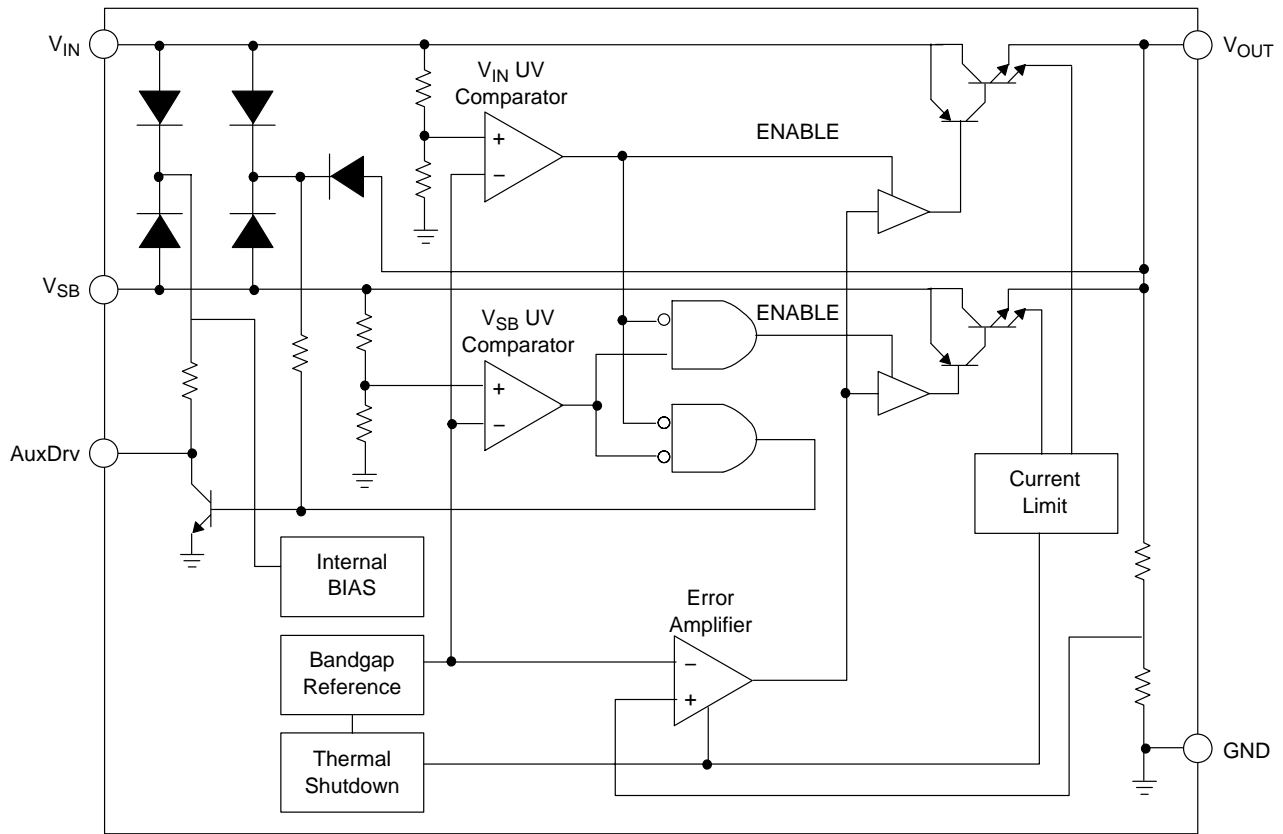 VIN
VOUT
VIN UV
Comparator
+
−
ENABLE
VSB
VSB UV
Comparator
+
−
ENABLE
AuxDrv
Current
Limit
Internal
BIAS
Error
Amplifier
Bandgap
Reference
−
+
Thermal
Shutdown
GND